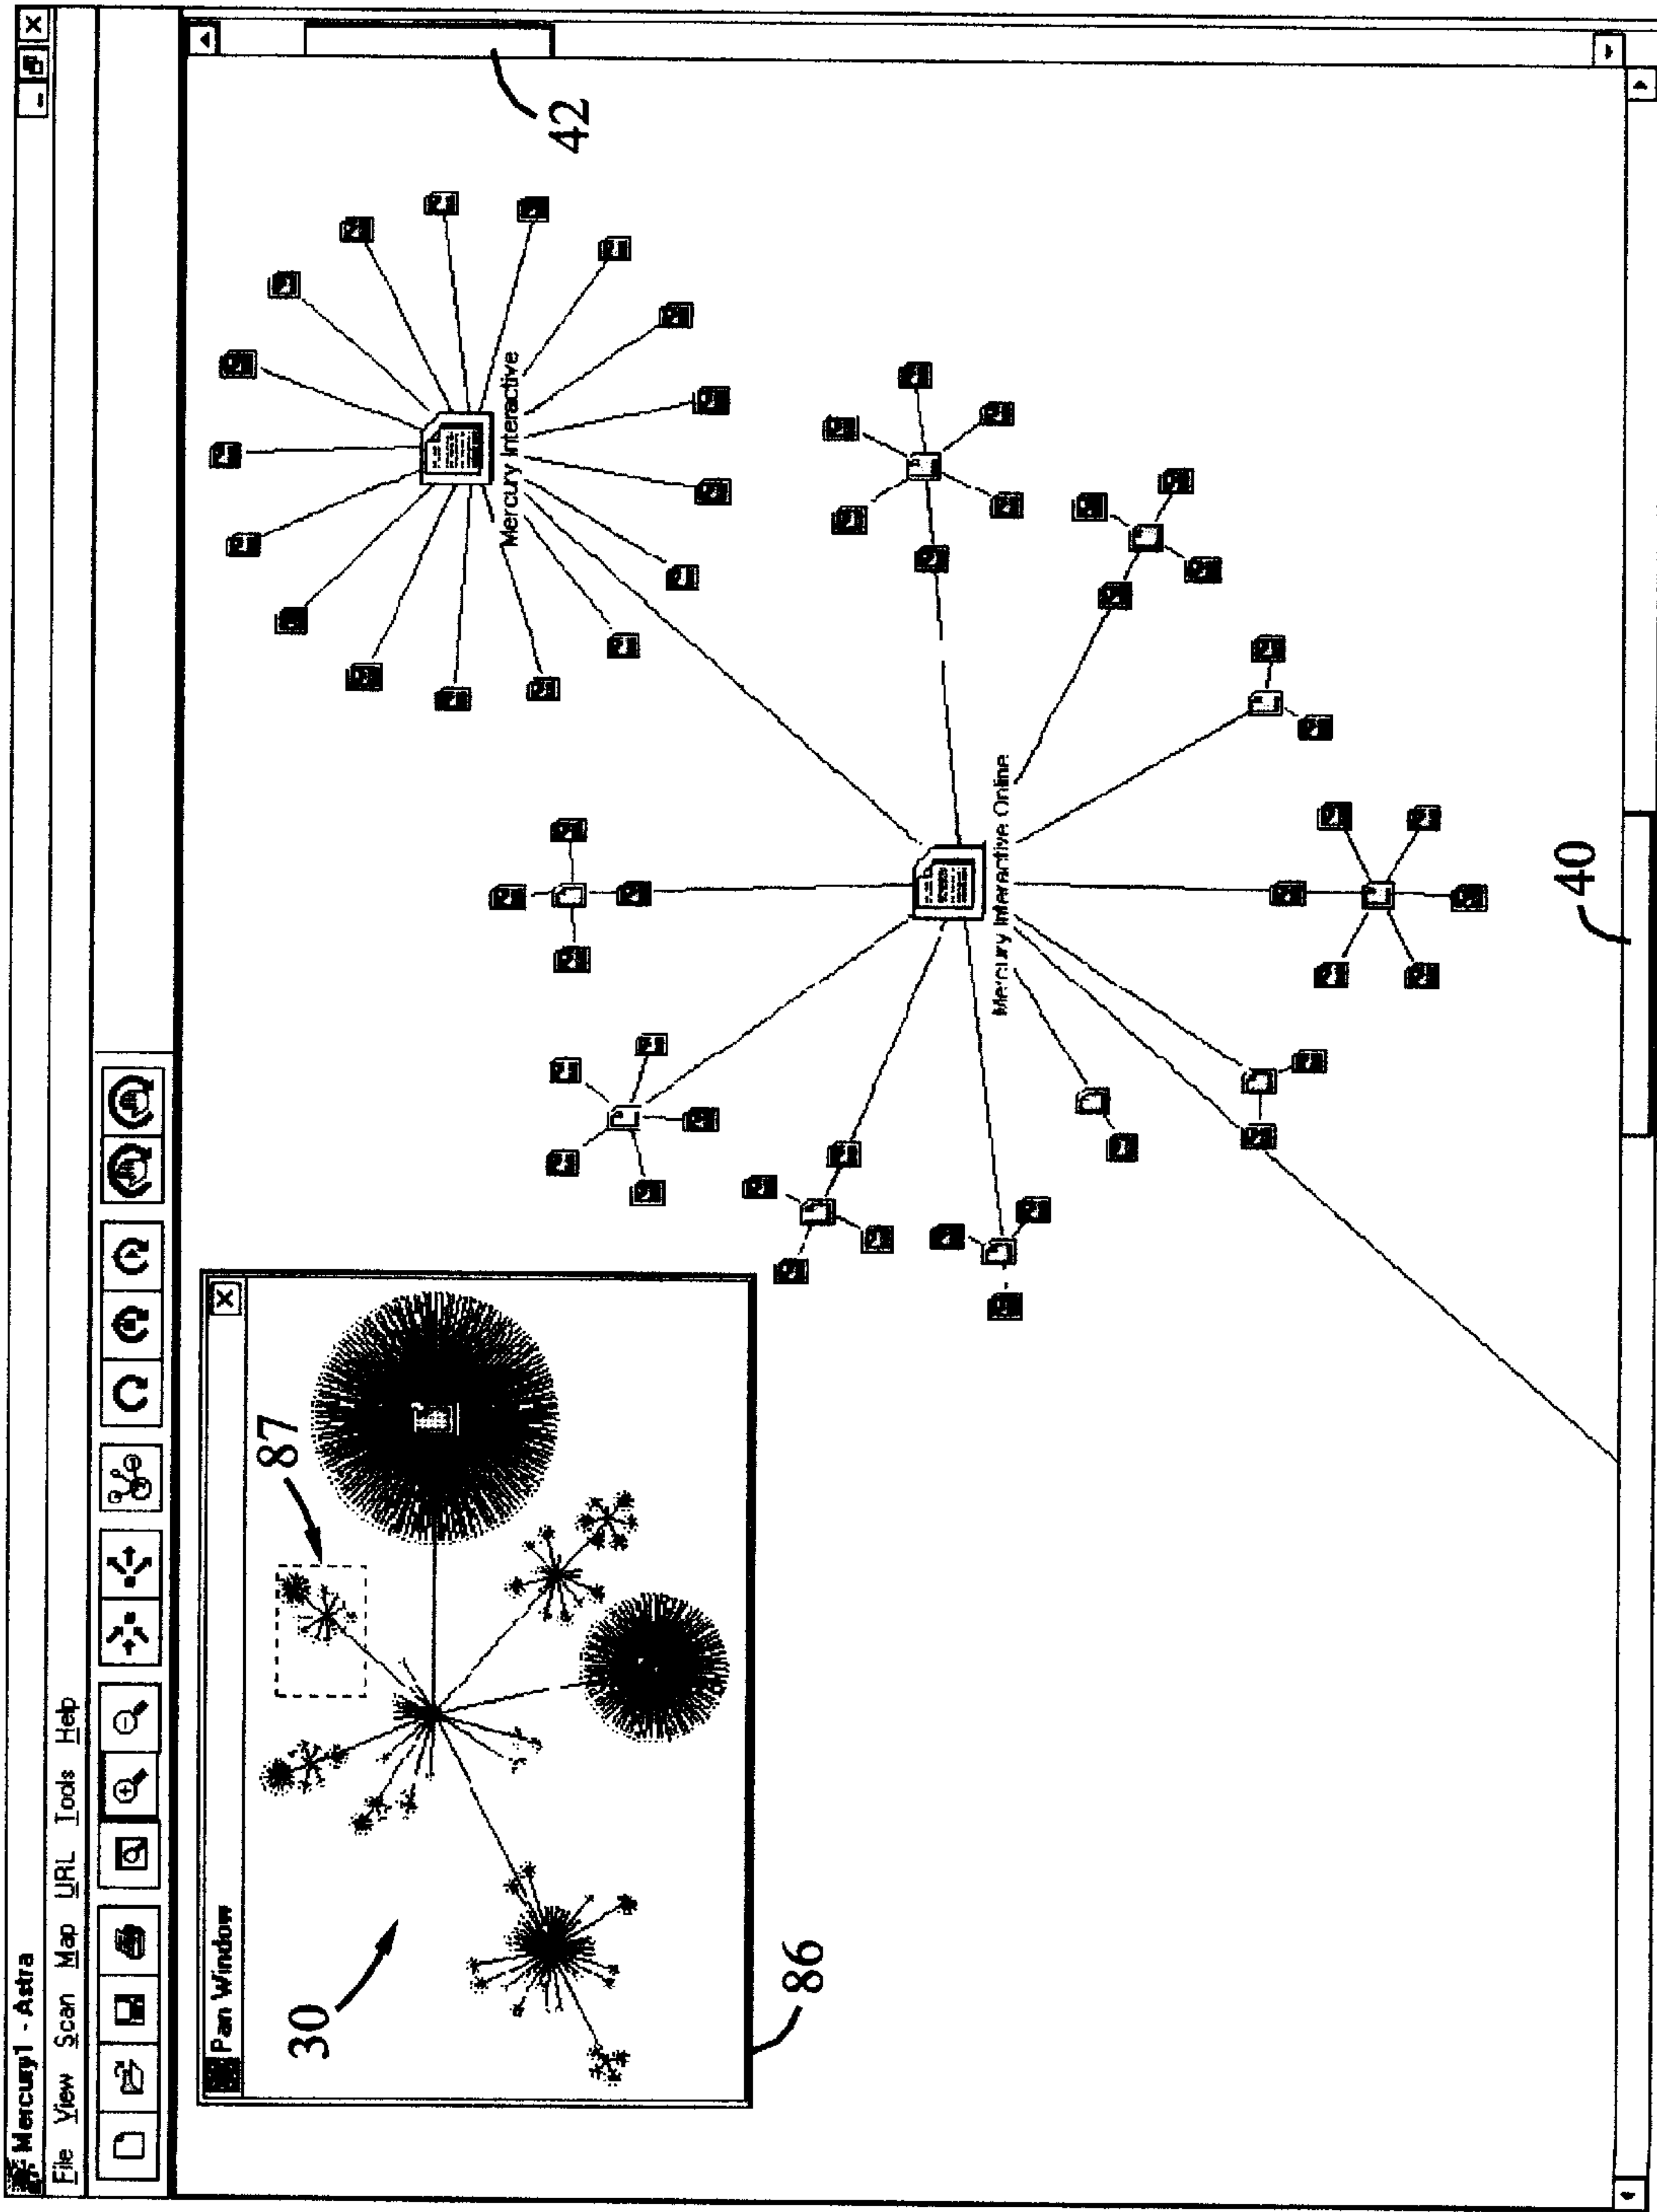 Mercury1 - Astra
File View Scan Map URL Tools Help
Pan Window
30
87
86
Mercury Interactive
42
Mercury Interactive Online
40